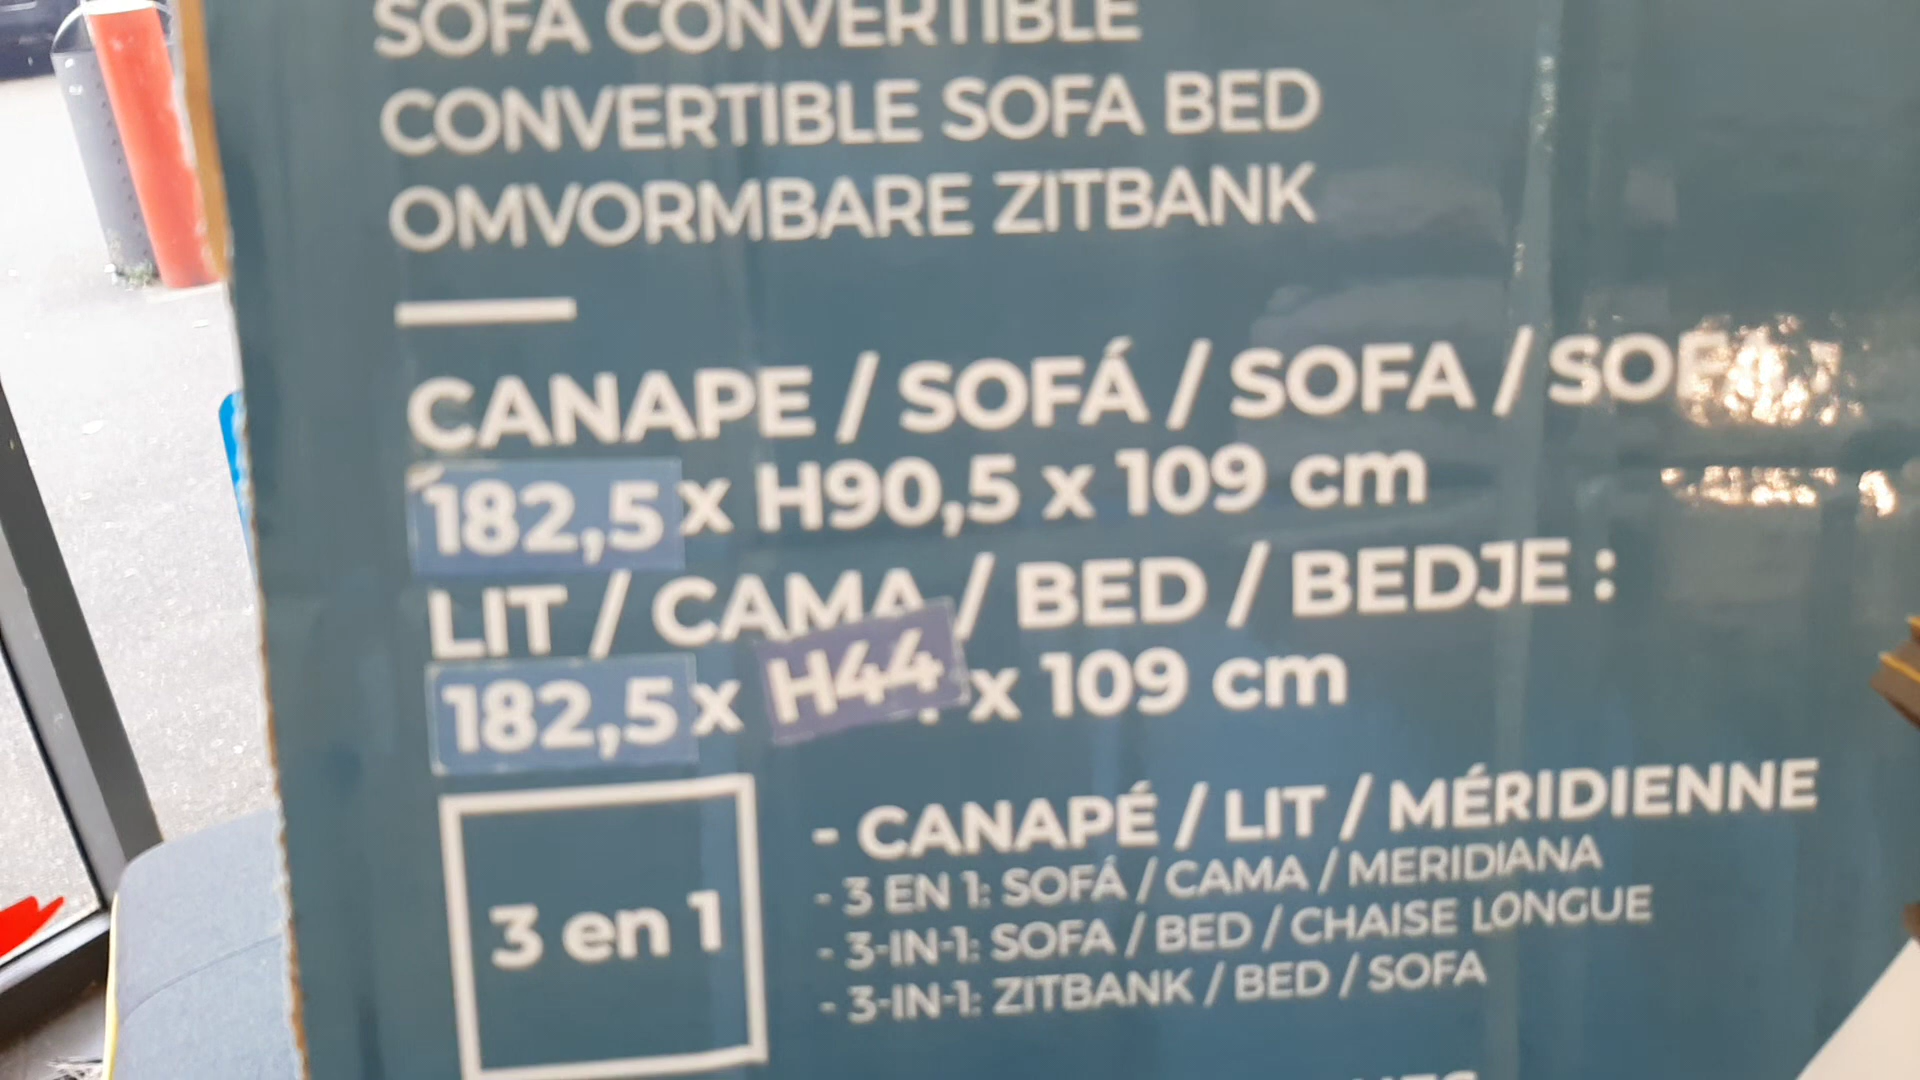 SOFA CONVERTIBLE
CONVERTIBLE SOFA BED
OMVORMBARE ZITBANK
CANAPE / SOFÁ / SOFA / SOFA
182,5 x H90,5 x 109 cm
LIT / CAMA / BED / BEDJE :
182,5 x H44 x 109 cm
3 en 1
- CANAPÉ / LIT / MÉRIDIENNE
- 3 EN 1: SOFÁ / CAMA / MERIDIANA
- 3-IN-1: SOFA / BED / CHAISE LONGUE
- 3-IN-1: ZITBANK / BED / SOFA